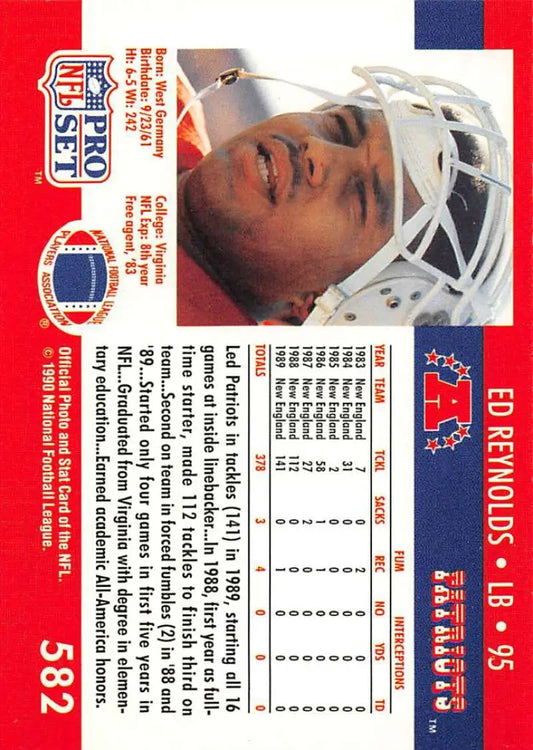 ED REYNOLDS • LB • 95
A
PATRIOTS
TM
FUM INTERCEPTIONS
YEAR TEAM TCKL SACKS REC NO YDS TD
1983 New England 7 0 2 0 0 0
1984 New England 31 0 0 0 0 0
1985 New England 2 0 0 0 0 0
1986 New England 58 1 1 0 0 0
1987 New England 27 2 0 0 0 0
1988 New England 112 0 0 0 0 0
1989 New England 141 0 1 0 0 0
TOTALS 378 3 4 0 0 0
Led Patriots in tackles (141) in 1989, starting all 16
games at inside linebacker...In 1988, first year as full-
time starter, made 112 tackles to finish third on
team...Second on team in forced fumbles (2) in '88 and
'89...Started only four games in first five years in
NFL...Graduated from Virginia with degree in elemen-
tary education...Earned academic All-America honors.
Born: West Germany
Birthdate: 9/23/61
Ht: 6-5 Wt: 242
College: Virginia
NFL Exp: 8th year
Free agent, '83
PRO
NFL SET
TM
NATIONAL FOOTBALL LEAGUE
PLAYERS ASSOCIATION
®
Official Photo and Stat Card of the NFL.
© 1990 National Football League.
582